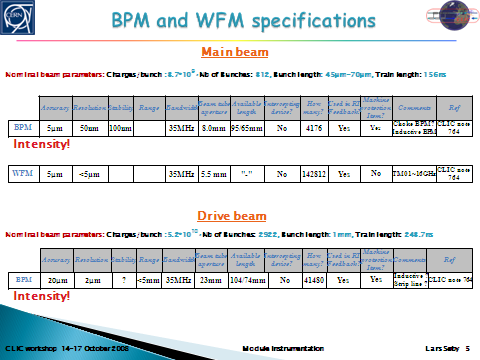 CERN
BPM and WFM specifications
Main beam
Nominal beam parameters: Charges/bunch: 3.7*10⁹, Nb of Bunches: 312, Bunch length: 45µm-70µm, Train length: 156ns
Accuracy Resolution Stability Range Bandwidth Beam tube aperture Available length Intercepting device? How many? Used in RF Feedback? Machine protection Item? Comments Ref
BPM 5µm 50nm 100nm 35MHz 8.0mm 95/65mm No 4176 Yes Yes Choke BPM? Inductive BPM CLIC note 764
Intensity!
WFM 5µm <5µm 35MHz 5.5 mm "-" No 142812 Yes No TM01~16GHz CLIC note 764
Drive beam
Nominal beam parameters: Charges/bunch: 5.2*10¹⁰, Nb of Bunches: 2922, Bunch length: 1mm, Train length: 243.7ns
Accuracy Resolution Stability Range Bandwidth Beam tube aperture Available length Intercepting device? How many? Used in RF Feedback? Machine protection Item? Comments Ref
BPM 20µm 2µm ? <5mm 35MHz 23mm 104/74mm No 41480 Yes Yes Inductive ? Strip line ? CLIC note 764
Intensity!
CLIC workshop 14-17 October 2008 Module Instrumentation Lars Søby 5